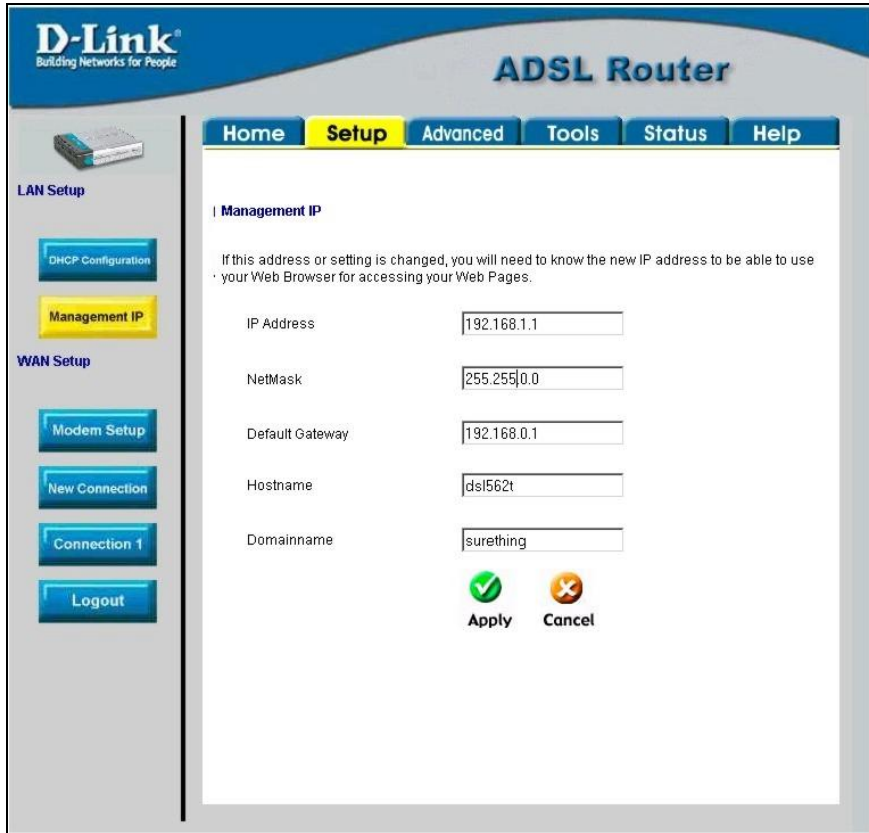 D-Link®
Building Networks for People
ADSL Router
Home Setup Advanced Tools Status Help
LAN Setup
DHCP Configuration
Management IP
WAN Setup
Modem Setup
New Connection
Connection 1
Logout
Management IP
If this address or setting is changed, you will need to know the new IP address to be able to use
your Web Browser for accessing your Web Pages.
IP Address 192.168.1.1
NetMask 255.255.0.0
Default Gateway 192.168.0.1
Hostname dsl562t
Domainname surething
Apply Cancel